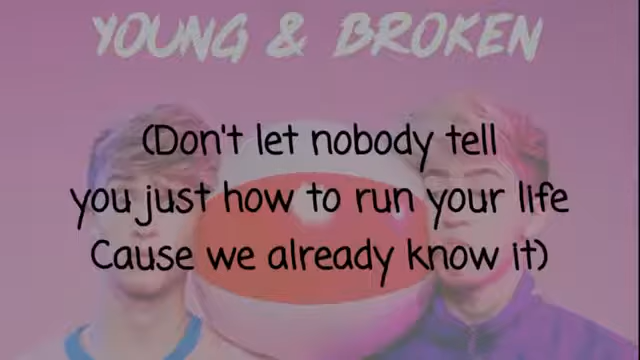 YOUNG & BROKEN
(Don't let nobody tell
you just how to run your life
Cause we already know it)